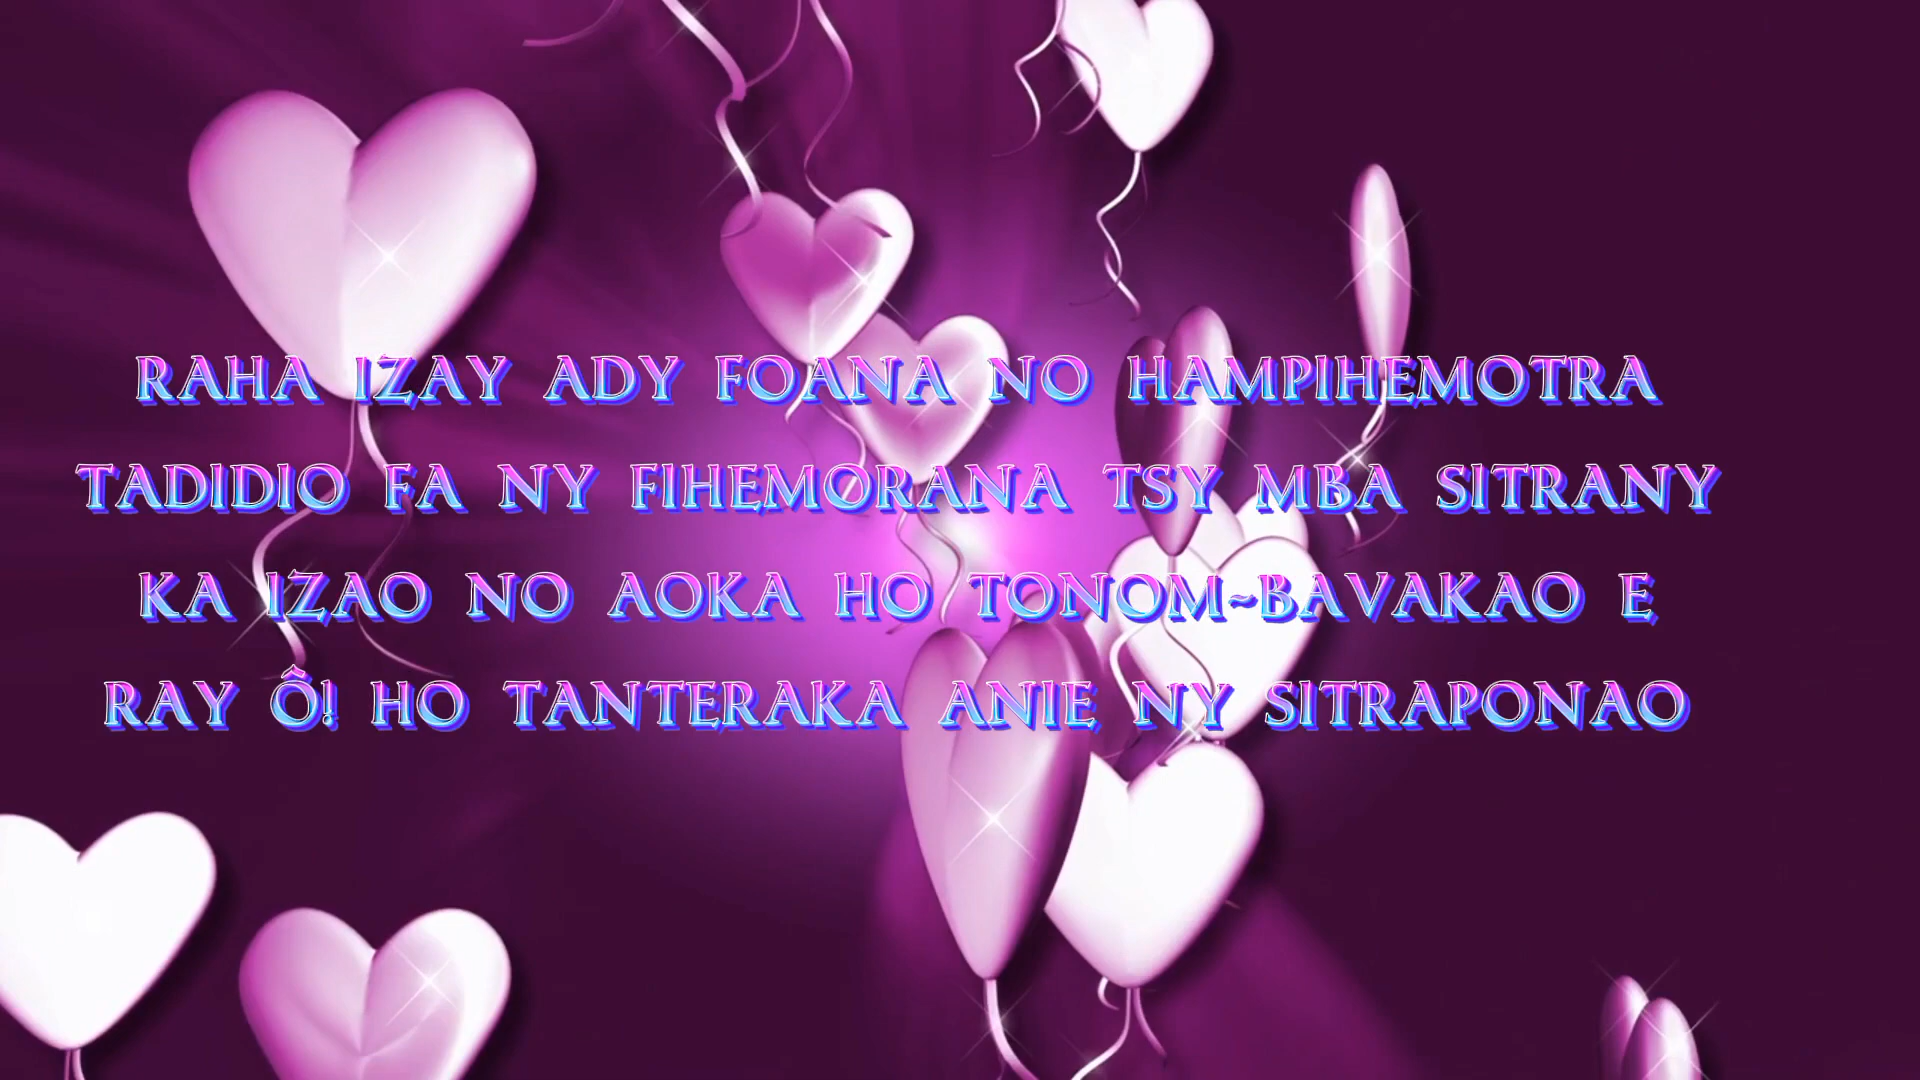 RAHA IZAY ADY FOANA NO HAMPIHEMOTRA
TADIDIO FA NY FIHEMORANA TSY MBA SITRANY
KA IZAO NO AOKA HO TONOM~BAVAKAO E
RAY Ô! HO TANTERAKA ANIE NY SITRAPONAO